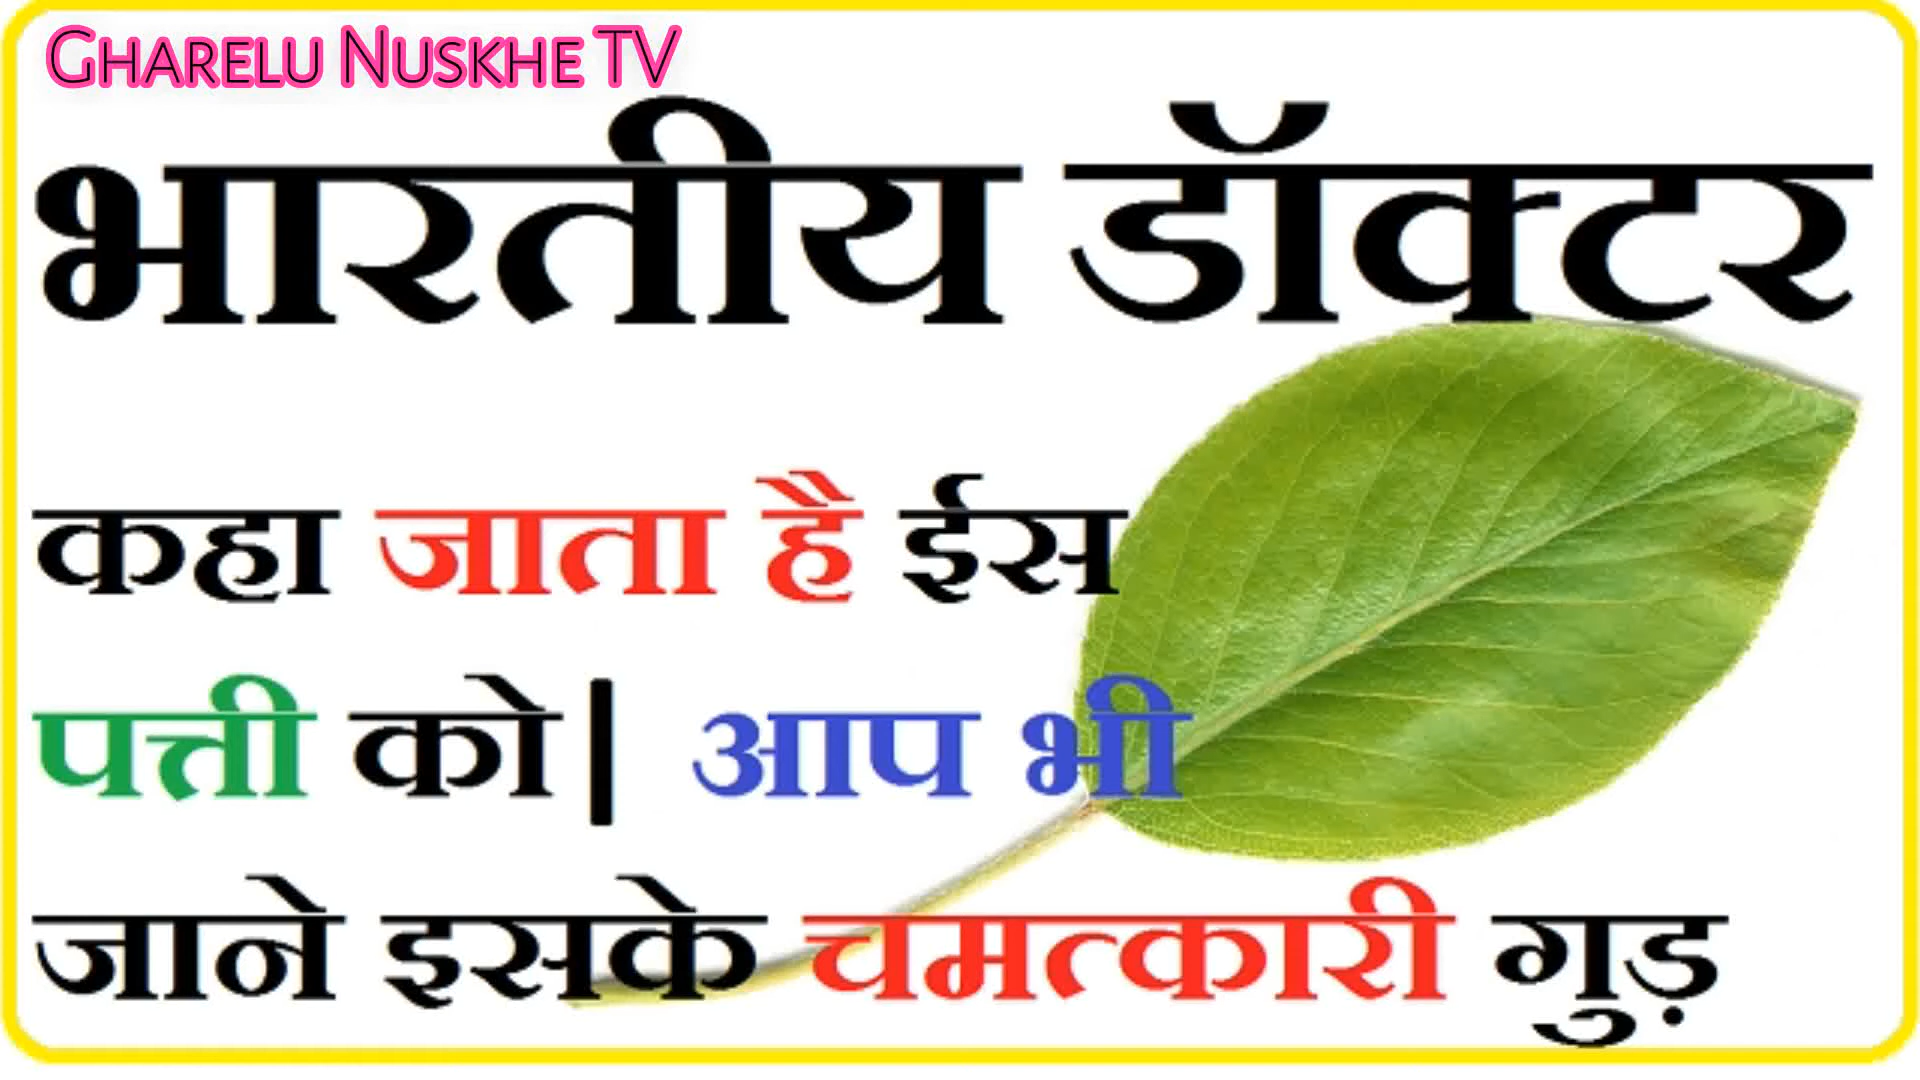 GHARELU NUSKHE TV
भारतीय डॉक्टर
कहा जाता है ईस
पत्ती को| आप भी
जाने इसके चमत्कारी गुड़